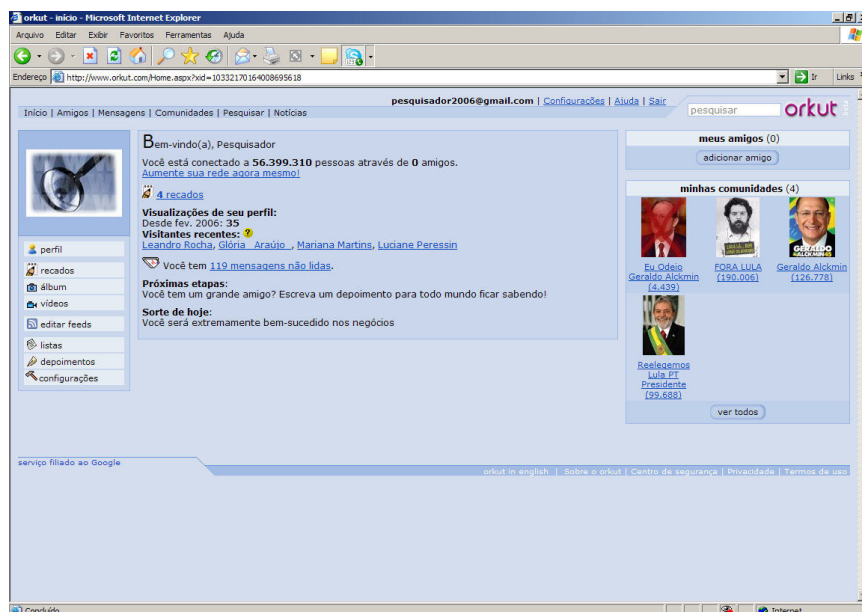 orkut - início - Microsoft Internet Explorer
Arquivo Editar Exibir Favoritos Ferramentas Ajuda
Endereço http://www.orkut.com/Home.aspx?xid=10332170164008695618 Ir Links
pesquisador2006@gmail.com | Configurações | Ajuda | Sair
Início | Amigos | Mensagens | Comunidades | Pesquisar | Notícias
pesquisar
orkut beta
Bem-vindo(a), Pesquisador
Você está conectado a 56.399.310 pessoas através de 0 amigos.
Aumente sua rede agora mesmo!
4 recados
Visualizações de seu perfil:
Desde fev. 2006: 35
Visitantes recentes: ?
Leandro Rocha, Glória Araújo , Mariana Martins, Luciane Peressin
Você tem 119 mensagens não lidas.
Próximas etapas:
Você tem um grande amigo? Escreva um depoimento para todo mundo ficar sabendo!
Sorte de hoje:
Você será extremamente bem-sucedido nos negócios
perfil
recados
álbum
vídeos
editar feeds
listas
depoimentos
configurações
meus amigos (0)
adicionar amigo
minhas comunidades (4)
Eu Odeio
Geraldo Alckmin
(4.439)
FORA LULA
(190.006)
GERALDO
ALCKMIN45
Geraldo Alckmin
(126.778)
Reelegemos
Lula PT
Presidente
(99.688)
ver todos
serviço filiado ao Google
orkut in english | Sobre o orkut | Centro de segurança | Privacidade | Termos de uso
Concluído
Internet